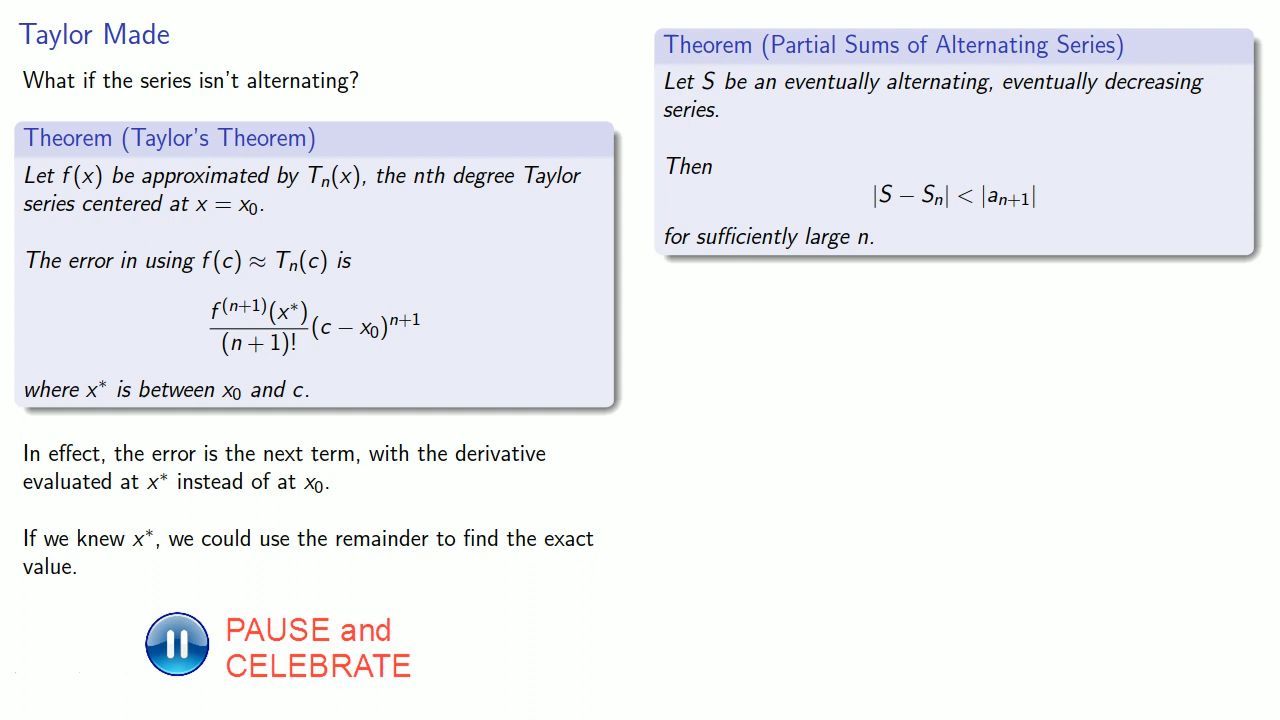 Taylor Made
What if the series isn't alternating?
Theorem (Taylor's Theorem)
Let f(x) be approximated by Tₙ(x), the nth degree Taylor
series centered at x = x₀.
The error in using f(c) ≈ Tₙ(c) is
f⁽ⁿ⁺¹⁾(x*)
(n + 1)!
(c − x₀)ⁿ⁺¹
where x* is between x₀ and c.
In effect, the error is the next term, with the derivative
evaluated at x* instead of at x₀.
If we knew x*, we could use the remainder to find the exact
value.
PAUSE and
CELEBRATE
Theorem (Partial Sums of Alternating Series)
Let S be an eventually alternating, eventually decreasing
series.
Then
|S − Sₙ| < |aₙ₊₁|
for sufficiently large n.